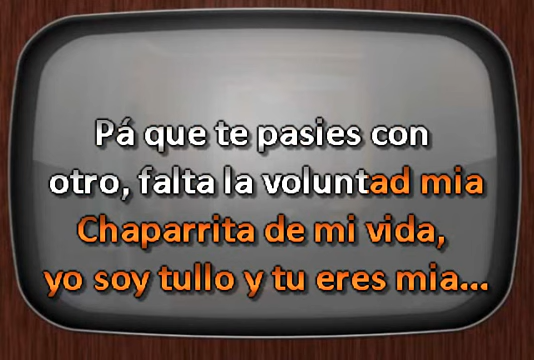 Pá que te pasies con
otro, falta la voluntad mia
Chaparrita de mi vida,
yo soy tullo y tu eres mia...